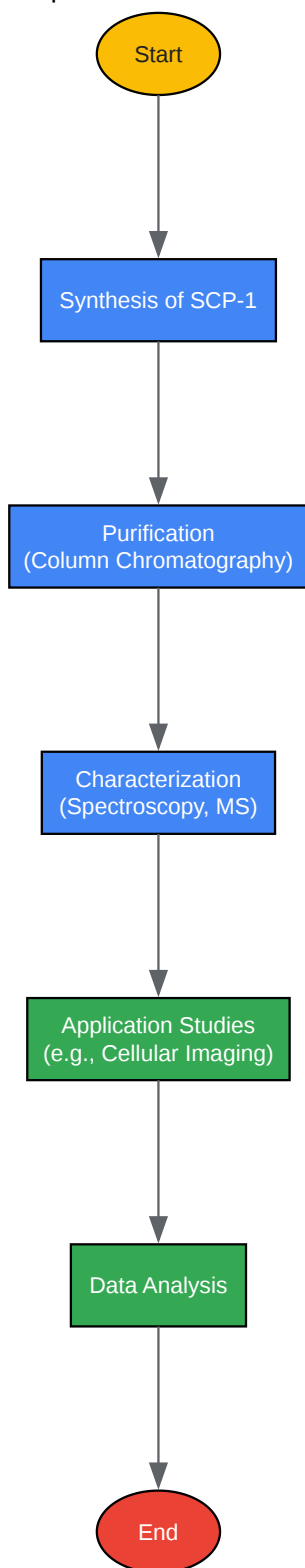 Start
Synthesis of SCP-1
Purification
(Column Chromatography)
Characterization
(Spectroscopy, MS)
Application Studies
(e.g., Cellular Imaging)
Data Analysis
End